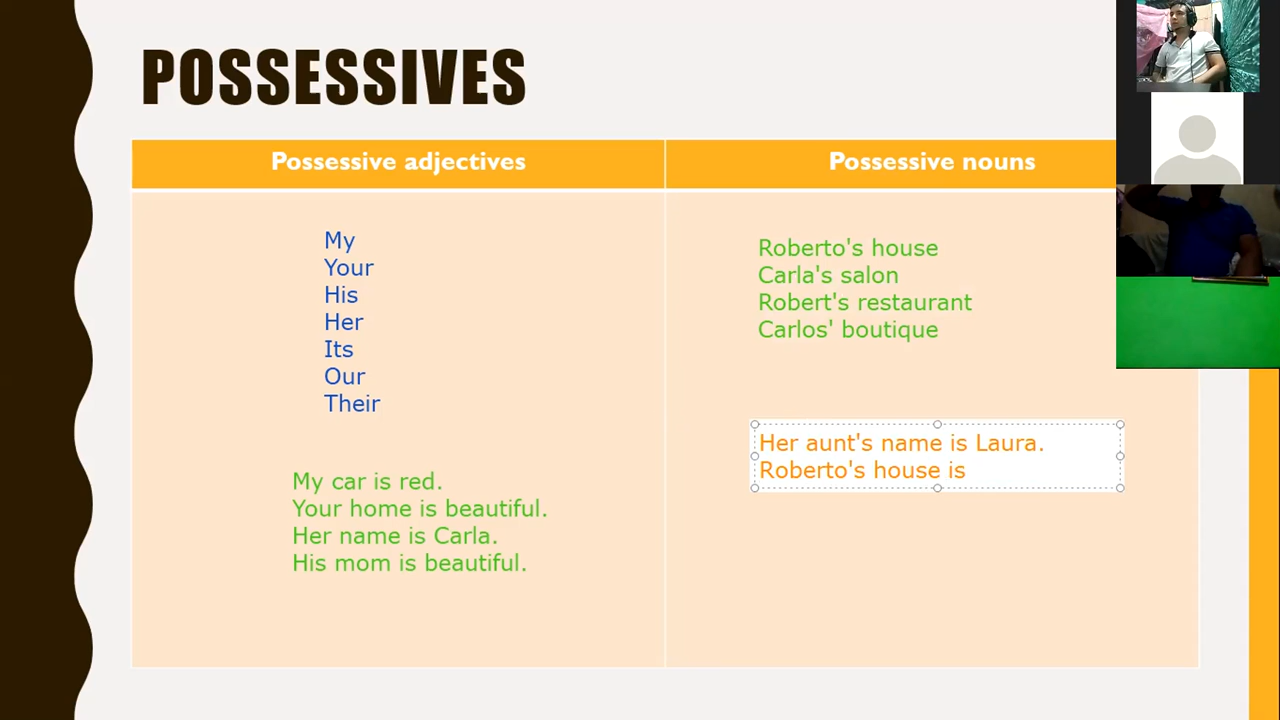 POSSESSIVES
Possessive adjectives
My
Your
His
Her
Its
Our
Their
My car is red.
Your home is beautiful.
Her name is Carla.
His mom is beautiful.
Possessive nouns
Roberto's house
Carla's salon
Robert's restaurant
Carlos' boutique
Her aunt's name is Laura.
Roberto's house is